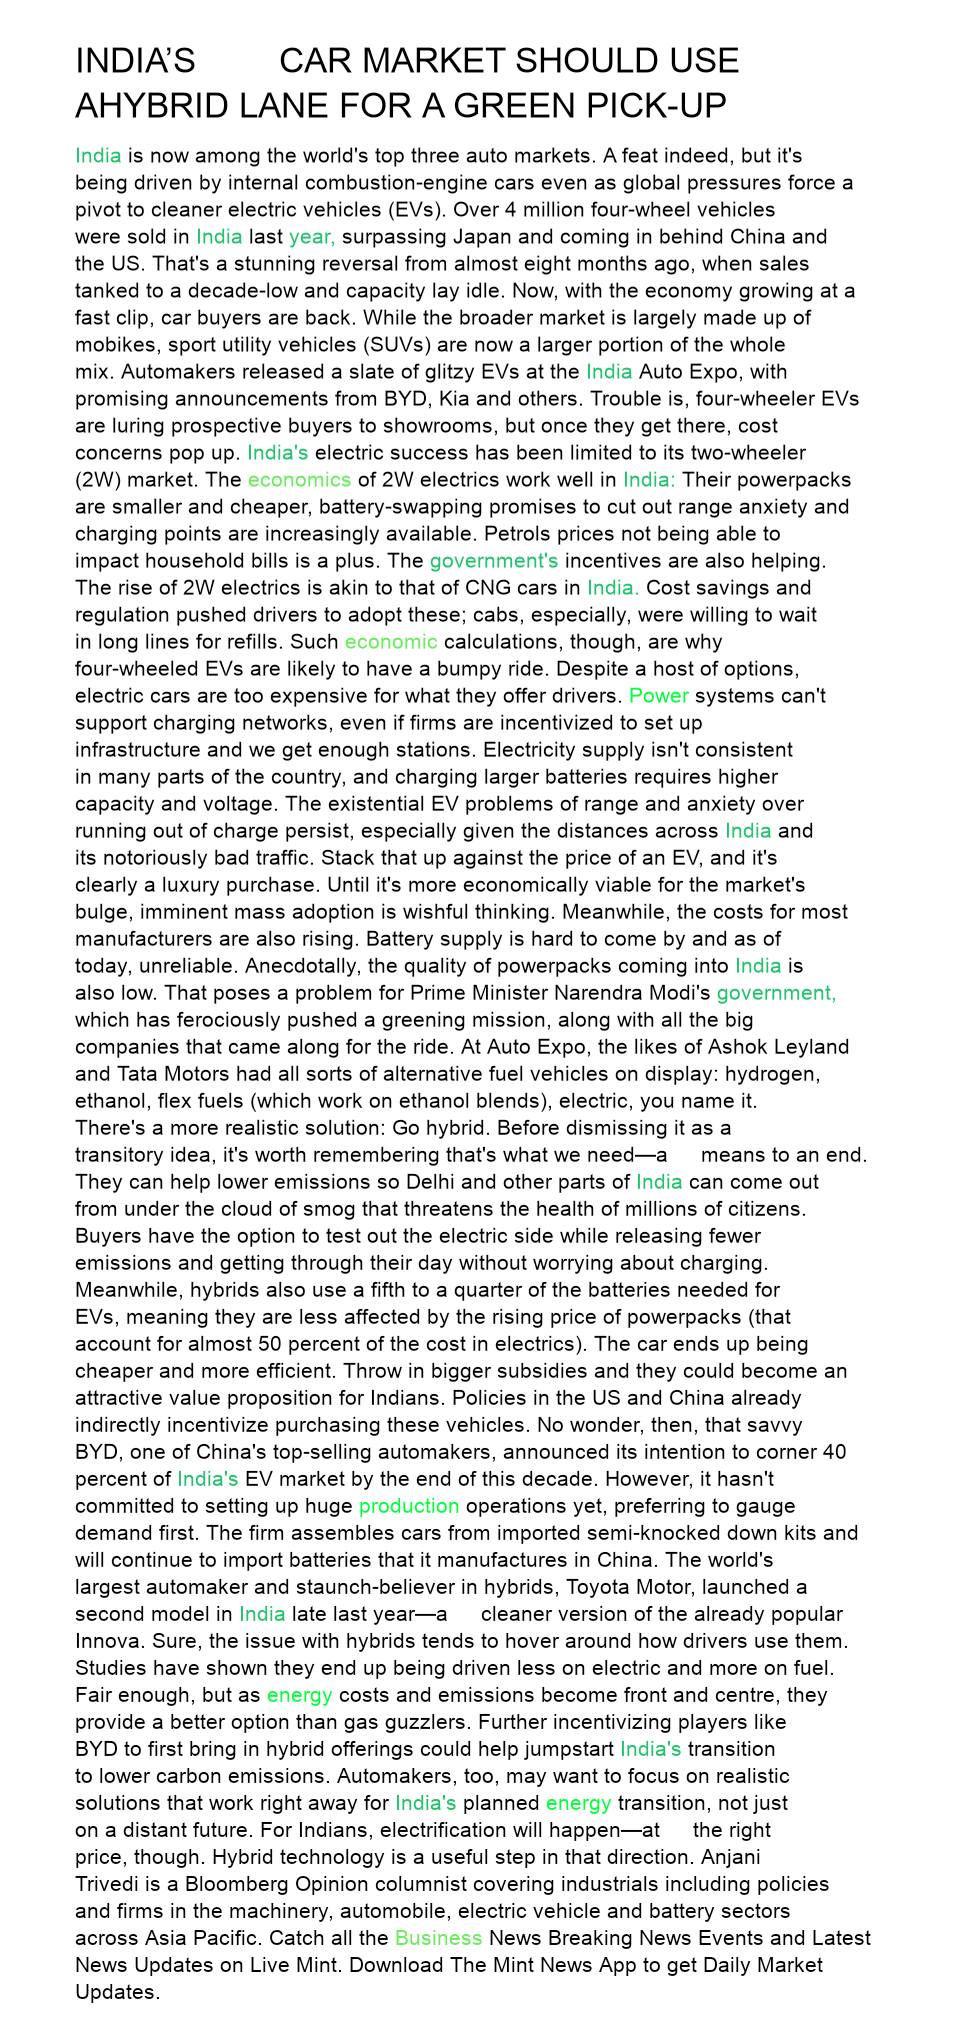 INDIA’S CAR MARKET SHOULD USE
AHYBRID LANE FOR A GREEN PICK-UP
India is now among the world's top three auto markets. A feat indeed, but it's
being driven by internal combustion-engine cars even as global pressures force a
pivot to cleaner electric vehicles (EVs). Over 4 million four-wheel vehicles
were sold in India last year, surpassing Japan and coming in behind China and
the US. That's a stunning reversal from almost eight months ago, when sales
tanked to a decade-low and capacity lay idle. Now, with the economy growing at a
fast clip, car buyers are back. While the broader market is largely made up of
mobikes, sport utility vehicles (SUVs) are now a larger portion of the whole
mix. Automakers released a slate of glitzy EVs at the India Auto Expo, with
promising announcements from BYD, Kia and others. Trouble is, four-wheeler EVs
are luring prospective buyers to showrooms, but once they get there, cost
concerns pop up. India's electric success has been limited to its two-wheeler
(2W) market. The economics of 2W electrics work well in India: Their powerpacks
are smaller and cheaper, battery-swapping promises to cut out range anxiety and
charging points are increasingly available. Petrols prices not being able to
impact household bills is a plus. The government's incentives are also helping.
The rise of 2W electrics is akin to that of CNG cars in India. Cost savings and
regulation pushed drivers to adopt these; cabs, especially, were willing to wait
in long lines for refills. Such economic calculations, though, are why
four-wheeled EVs are likely to have a bumpy ride. Despite a host of options,
electric cars are too expensive for what they offer drivers. Power systems can't
support charging networks, even if firms are incentivized to set up
infrastructure and we get enough stations. Electricity supply isn't consistent
in many parts of the country, and charging larger batteries requires higher
capacity and voltage. The existential EV problems of range and anxiety over
running out of charge persist, especially given the distances across India and
its notoriously bad traffic. Stack that up against the price of an EV, and it's
clearly a luxury purchase. Until it's more economically viable for the market's
bulge, imminent mass adoption is wishful thinking. Meanwhile, the costs for most
manufacturers are also rising. Battery supply is hard to come by and as of
today, unreliable. Anecdotally, the quality of powerpacks coming into India is
also low. That poses a problem for Prime Minister Narendra Modi's government,
which has ferociously pushed a greening mission, along with all the big
companies that came along for the ride. At Auto Expo, the likes of Ashok Leyland
and Tata Motors had all sorts of alternative fuel vehicles on display: hydrogen,
ethanol, flex fuels (which work on ethanol blends), electric, you name it.
There's a more realistic solution: Go hybrid. Before dismissing it as a
transitory idea, it's worth remembering that's what we need—a means to an end.
They can help lower emissions so Delhi and other parts of India can come out
from under the cloud of smog that threatens the health of millions of citizens.
Buyers have the option to test out the electric side while releasing fewer
emissions and getting through their day without worrying about charging.
Meanwhile, hybrids also use a fifth to a quarter of the batteries needed for
EVs, meaning they are less affected by the rising price of powerpacks (that
account for almost 50 percent of the cost in electrics). The car ends up being
cheaper and more efficient. Throw in bigger subsidies and they could become an
attractive value proposition for Indians. Policies in the US and China already
indirectly incentivize purchasing these vehicles. No wonder, then, that savvy
BYD, one of China's top-selling automakers, announced its intention to corner 40
percent of India's EV market by the end of this decade. However, it hasn't
committed to setting up huge production operations yet, preferring to gauge
demand first. The firm assembles cars from imported semi-knocked down kits and
will continue to import batteries that it manufactures in China. The world's
largest automaker and staunch-believer in hybrids, Toyota Motor, launched a
second model in India late last year—a cleaner version of the already popular
Innova. Sure, the issue with hybrids tends to hover around how drivers use them.
Studies have shown they end up being driven less on electric and more on fuel.
Fair enough, but as energy costs and emissions become front and centre, they
provide a better option than gas guzzlers. Further incentivizing players like
BYD to first bring in hybrid offerings could help jumpstart India's transition
to lower carbon emissions. Automakers, too, may want to focus on realistic
solutions that work right away for India's planned energy transition, not just
on a distant future. For Indians, electrification will happen—at the right
price, though. Hybrid technology is a useful step in that direction. Anjani
Trivedi is a Bloomberg Opinion columnist covering industrials including policies
and firms in the machinery, automobile, electric vehicle and battery sectors
across Asia Pacific. Catch all the Business News Breaking News Events and Latest
News Updates on Live Mint. Download The Mint News App to get Daily Market
Updates.